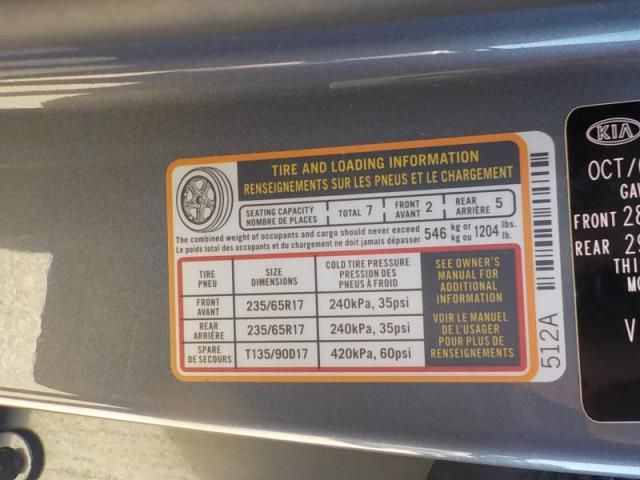 TIRE AND LOADING INFORMATION
RENSEIGNEMENTS SUR LES PNEUS ET LE CHARGEMENT
SEATING CAPACITY
NOMBRE DE PLACES
TOTAL 7
FRONT
AVANT 2
REAR
ARRIÈRE 5
The combined weight of occupants and cargo should never exceed 546 kg or 1204 lbs.
Le poids total des occupants et du chargement ne doit jamais dépasser kg ou lb.
TIRE
PNEU
SIZE
DIMENSIONS
COLD TIRE PRESSURE
PRESSION DES
PNEUS À FROID
FRONT
AVANT
235/65R17
240kPa, 35psi
REAR
ARRIÈRE
235/65R17
240kPa, 35psi
SPARE
DE SECOURS
T135/90D17
420kPa, 60psi
SEE OWNER'S
MANUAL FOR
ADDITIONAL
INFORMATION
VOIR LE MANUEL
DE L'USAGER
POUR PLUS DE
RENSEIGNEMENTS
512A
KIA
OCT/
GA
FRONT 28
REAR 29
THI
MO
V